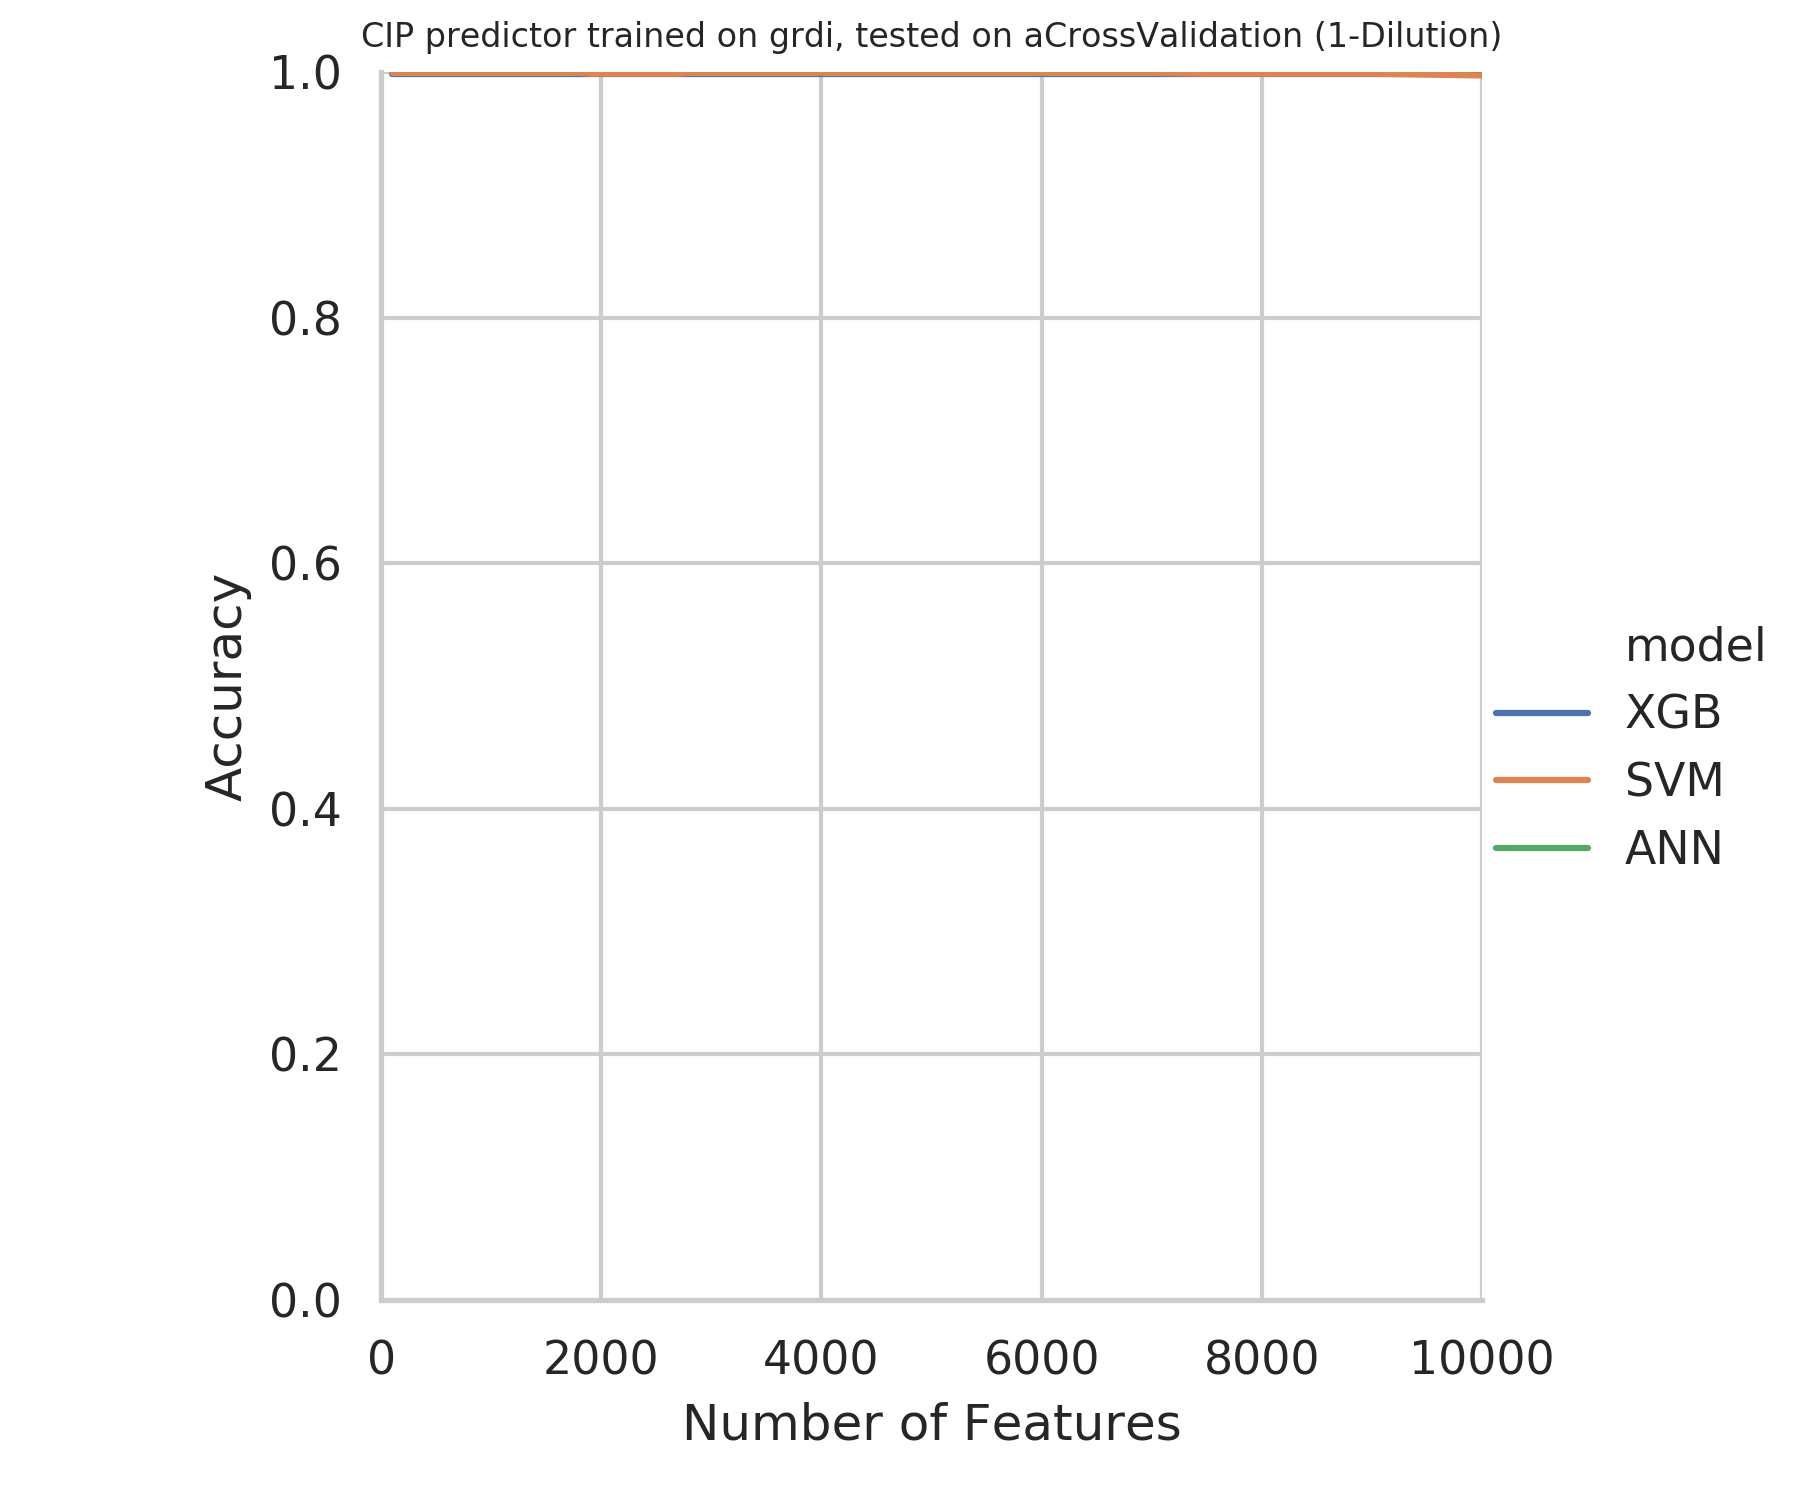 CIP predictor trained on grdi, tested on aCrossValidation (1-Dilution)
1.0
0.8
0.6
0.4
0.2
0.0
Accuracy
0 2000 4000 6000 8000 10000
Number of Features
model
XGB
SVM
ANN